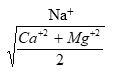 Na⁺
Ca⁺² + Mg⁺²
2